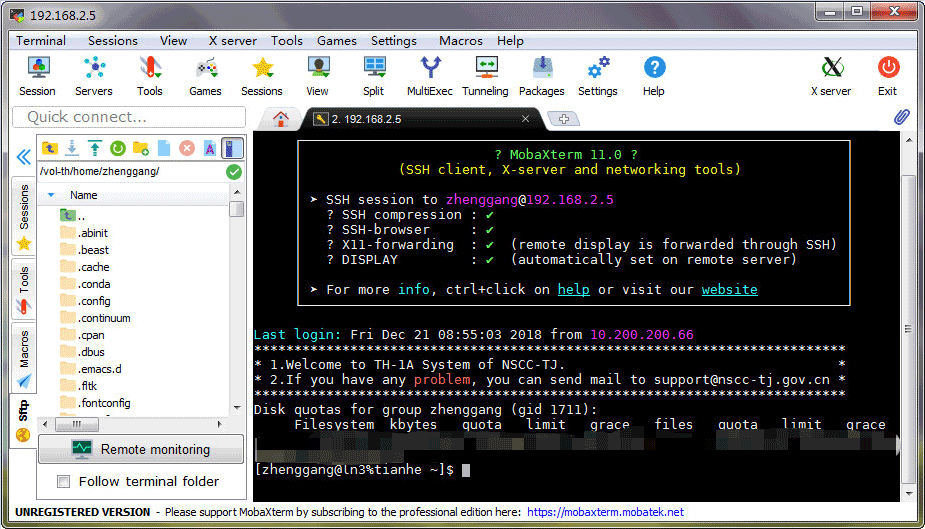 192.168.2.5
Terminal Sessions View X server Tools Games Settings Macros Help
Session Servers Tools Games Sessions View Split MultiExec Tunneling Packages Settings Help X server Exit
Quick connect...
2. 192.168.2.5
/vol-th/home/zhenggang/
Name
..
.abinit
.beast
.cache
.conda
.config
.continuum
.cpan
.dbus
.emacs.d
.fltk
.fontconfig
Sessions
Tools
Macros
Sftp
Remote monitoring
Follow terminal folder
? MobaXterm 11.0 ?
(SSH client, X-server and networking tools)
➤ SSH session to zhenggang@192.168.2.5
? SSH compression : ✔
? SSH-browser : ✔
? X11-forwarding : ✔ (remote display is forwarded through SSH)
? DISPLAY : ✔ (automatically set on remote server)
➤ For more info, ctrl+click on help or visit our website
Last login: Fri Dec 21 08:55:03 2018 from 10.200.200.66
**************************************************************************
* 1.Welcome to TH-1A System of NSCC-TJ. *
* 2.If you have any problem, you can send mail to support@nscc-tj.gov.cn *
**************************************************************************
Disk quotas for group zhenggang (gid 1711):
Filesystem kbytes quota limit grace files quota limit grace
[zhenggang@ln3%tianhe ~]$
UNREGISTERED VERSION - Please support MobaXterm by subscribing to the professional edition here: https://mobaxterm.mobatek.net